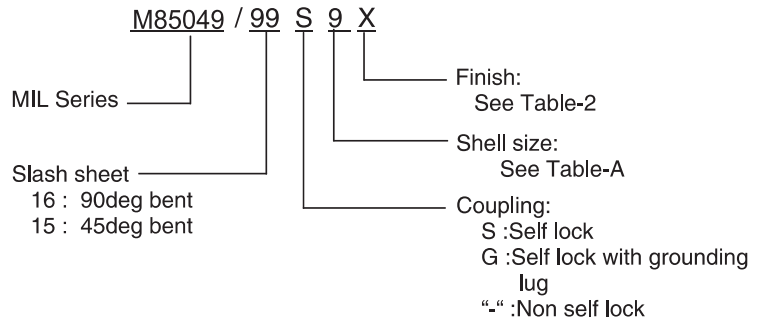 M85049 / 99 S 9 X
Finish:
See Table-2
MIL Series
Shell size:
See Table-A
Slash sheet
16 : 90deg bent
15 : 45deg bent
Coupling:
S :Self lock
G :Self lock with grounding
lug
“-“ :Non self lock